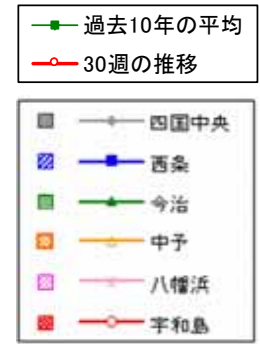 過去10年の平均
30週の推移
四国中央
西条
今治
中予
八幡浜
宇和島